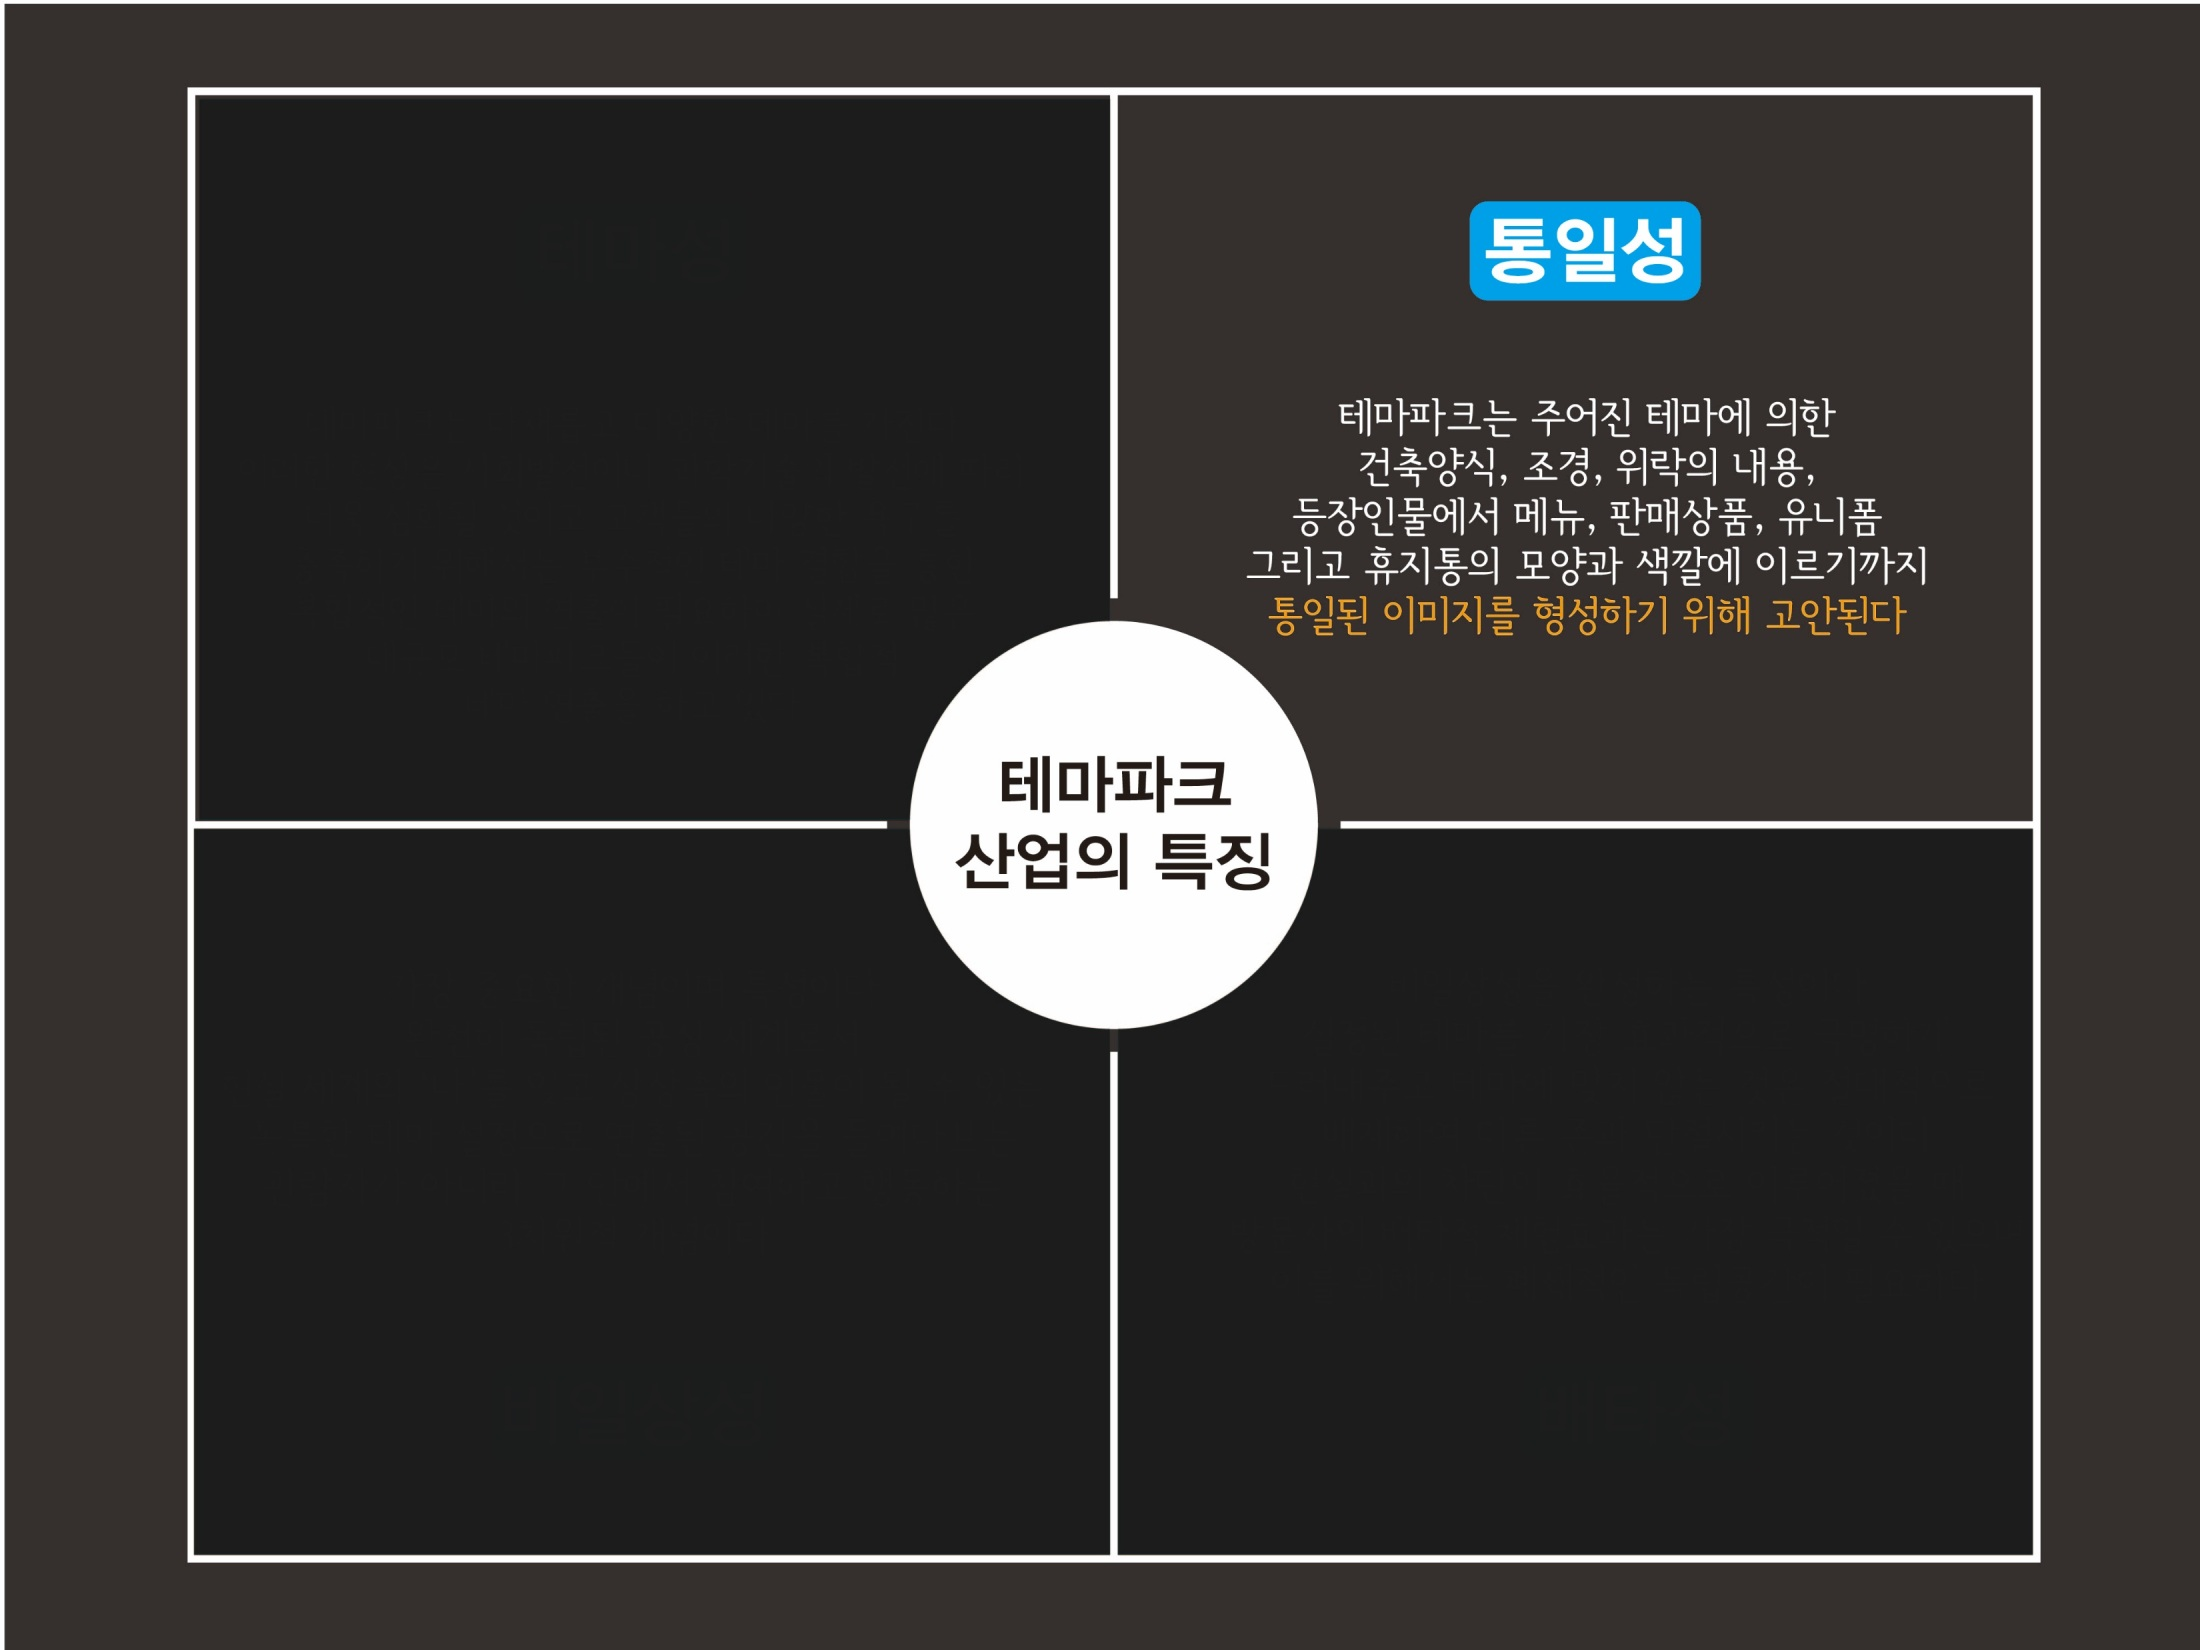 통일성
테마파크는 주어진 테마에 의한
건축양식, 조경, 위락의 내용,
등장인물에서 메뉴, 판매상품, 유니폼
그리고 휴지통의 모양과 색깔에 이르기까지
통일된 이미지를 형성하기 위해 고안된다
테마파크
산업의 특징